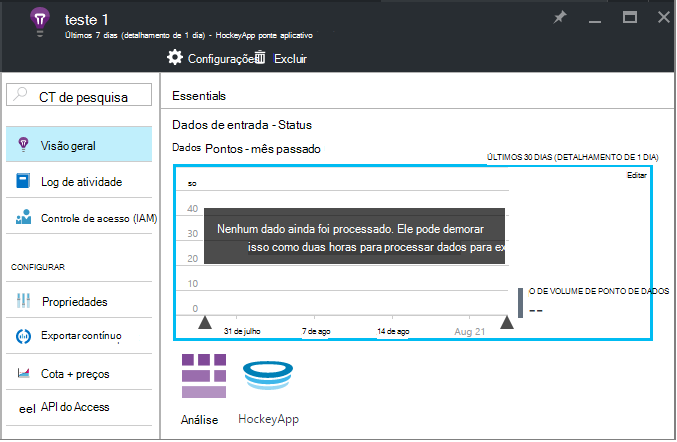 teste 1
Últimos 7 dias (detalhamento de 1 dia) - HockeyApp ponte aplicativo
Configurações Excluir
CT de pesquisa
Visão geral
Log de atividade
Controle de acesso (IAM)
CONFIGURAR
Propriedades
Exportar contínuo
Cota + preços
eel API do Access
Essentials
Dados de entrada - Status
Dados Pontos - mês passado
ÚLTIMOS 30 DIAS (DETALHAMENTO DE 1 DIA)
Editar
so
40
30
20
10
0
Nenhum dado ainda foi processado. Ele pode demorar
isso como duas horas para processar dados para ex
31 de julho 7 de ago 14 de ago Aug 21
O DE VOLUME DE PONTO DE DADOS
--
Análise HockeyApp